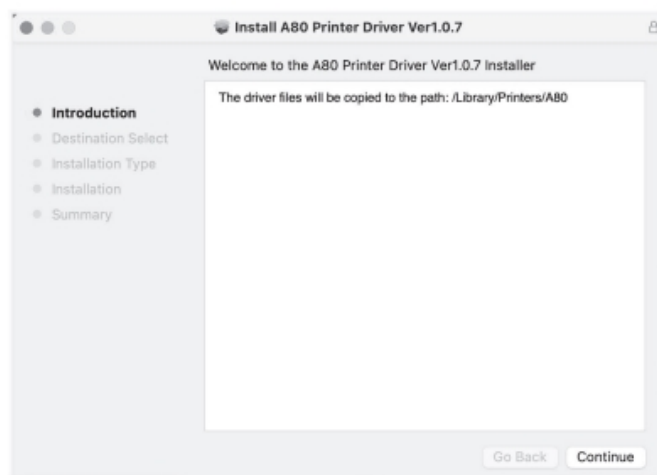 Install A80 Printer Driver Ver1.0.7
Welcome to the A80 Printer Driver Ver1.0.7 Installer
Introduction
Destination Select
Installation Type
Installation
Summary
The driver files will be copied to the path: /Library/Printers/A80
Go Back
Continue